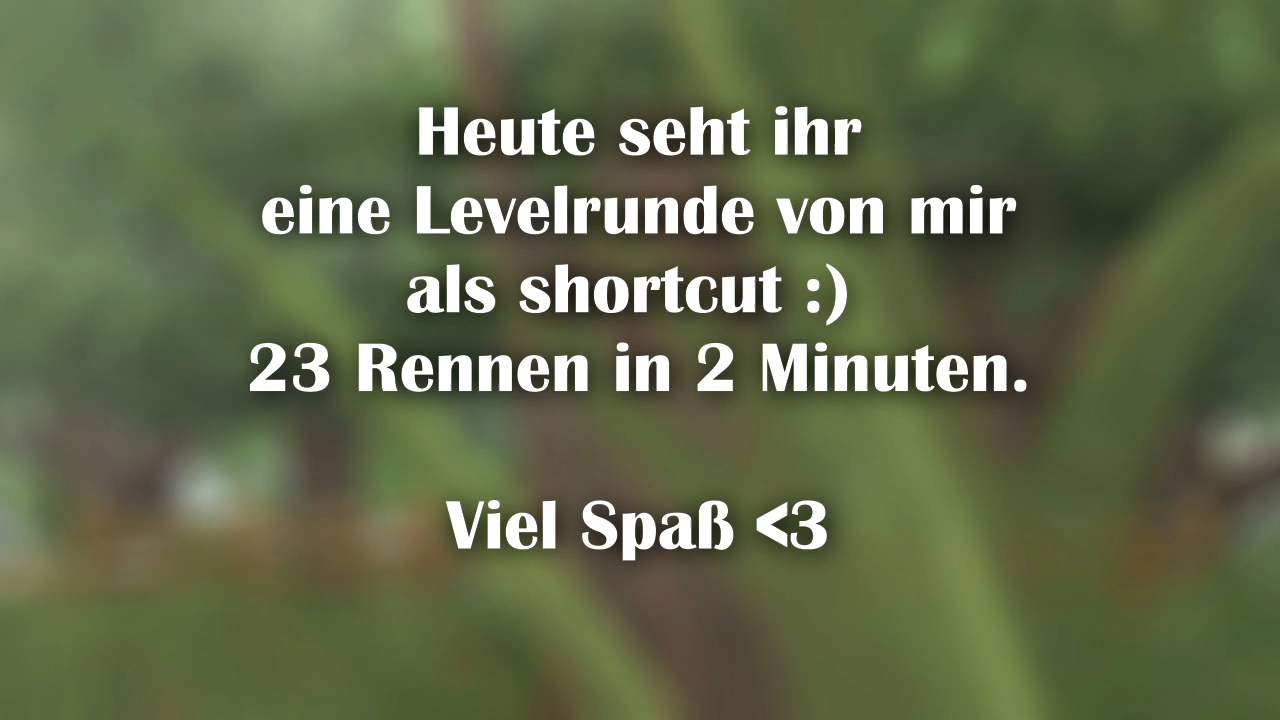 Heute seht ihr
eine Levelrunde von mir
als shortcut :)
23 Rennen in 2 Minuten.
Viel Spaß <3